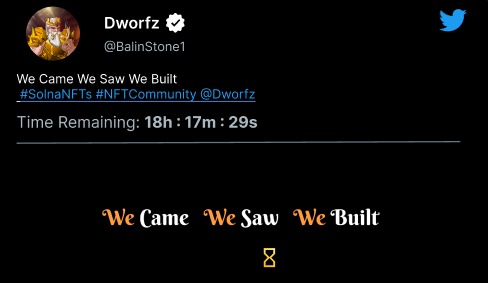 Dworfz
@BalinStone1
We Came We Saw We Built
#SolnaNFTs #NFTCommunity @Dworfz
Time Remaining: 18h : 17m : 29s
We Came We Saw We Built